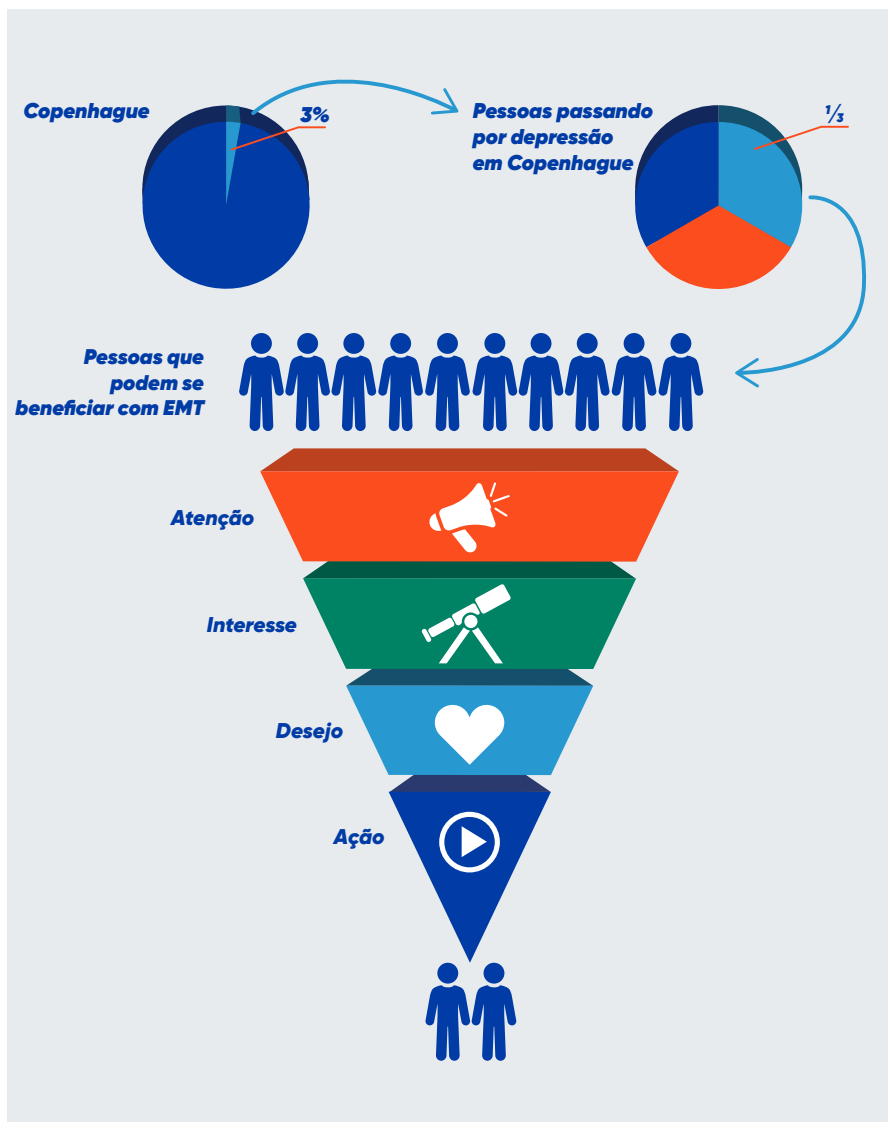 Copenhague
3%
Pessoas passando
por depressão
em Copenhague
⅓
Pessoas que
podem se
beneficiar com EMT
Atenção
Interesse
Desejo
Ação